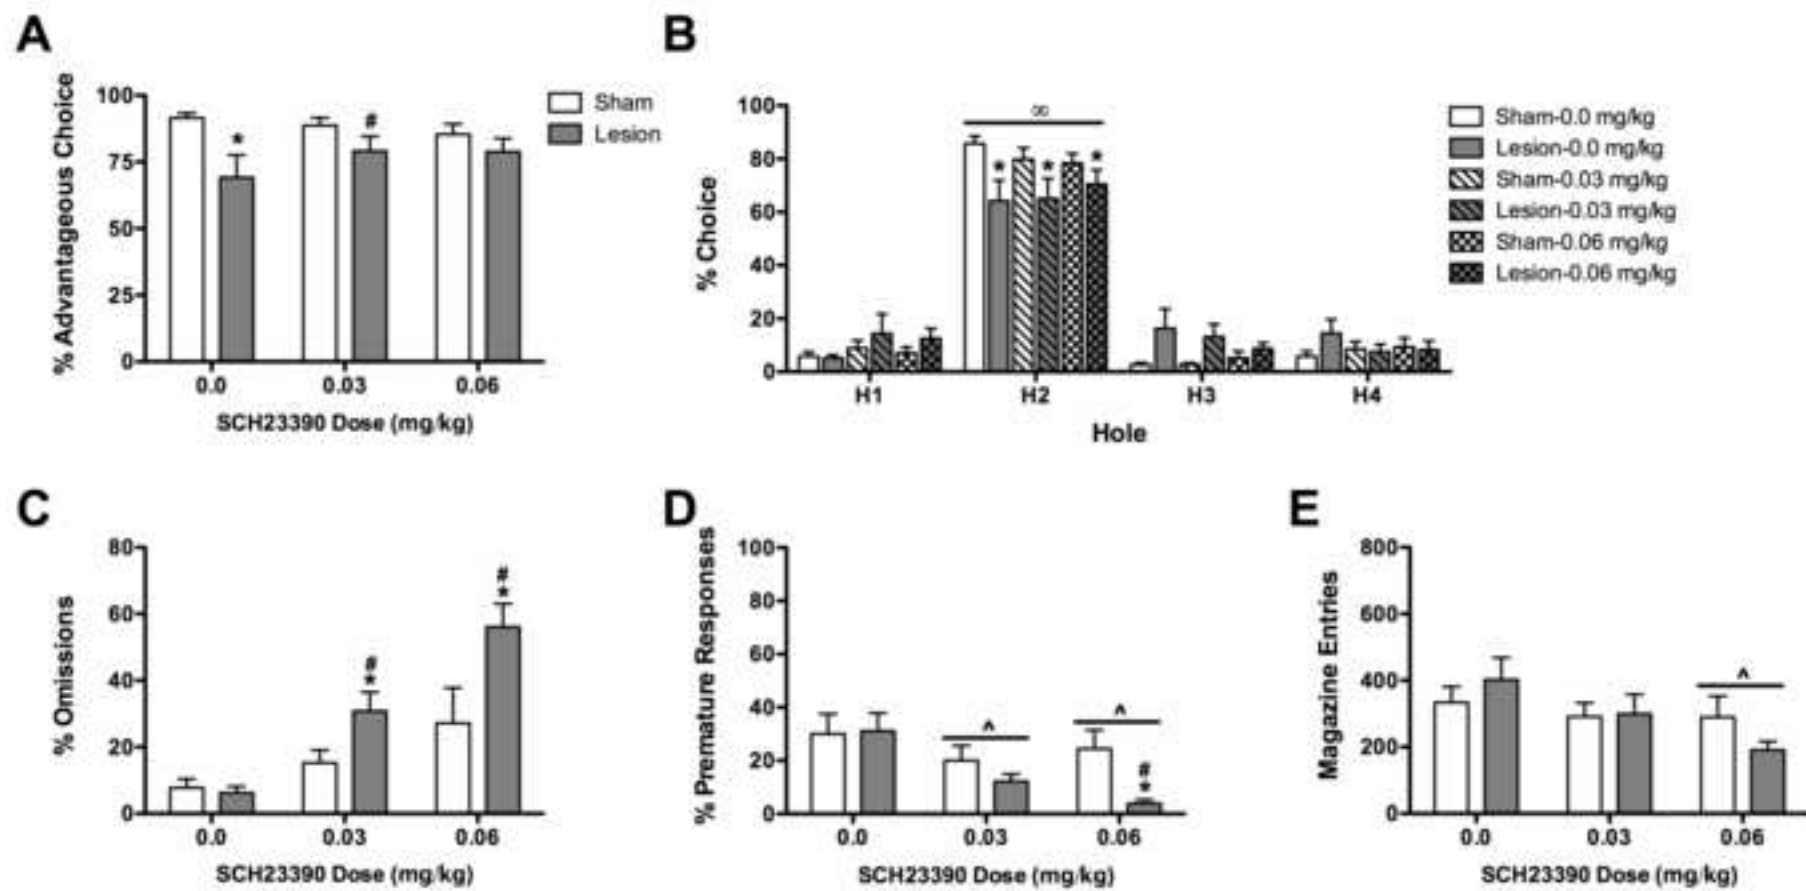 A
% Advantageous Choice
100
75
50
25
0
* #
0.0 0.03 0.06
SCH23390 Dose (mg/kg)
Sham
Lesion
B
% Choice
100
80
60
40
20
0
∞
* * *
H1 H2 H3 H4
Hole
Sham-0.0 mg/kg
Lesion-0.0 mg/kg
Sham-0.03 mg/kg
Lesion-0.03 mg/kg
Sham-0.06 mg/kg
Lesion-0.06 mg/kg
C
% Omissions
80
60
40
20
0
# #
* *
0.0 0.03 0.06
SCH23390 Dose (mg/kg)
D
% Premature Responses
100
80
60
40
20
0
^ ^
#
*
0.0 0.03 0.06
SCH23390 Dose (mg/kg)
E
Magazine Entries
800
600
400
200
0
^
0.0 0.03 0.06
SCH23390 Dose (mg/kg)